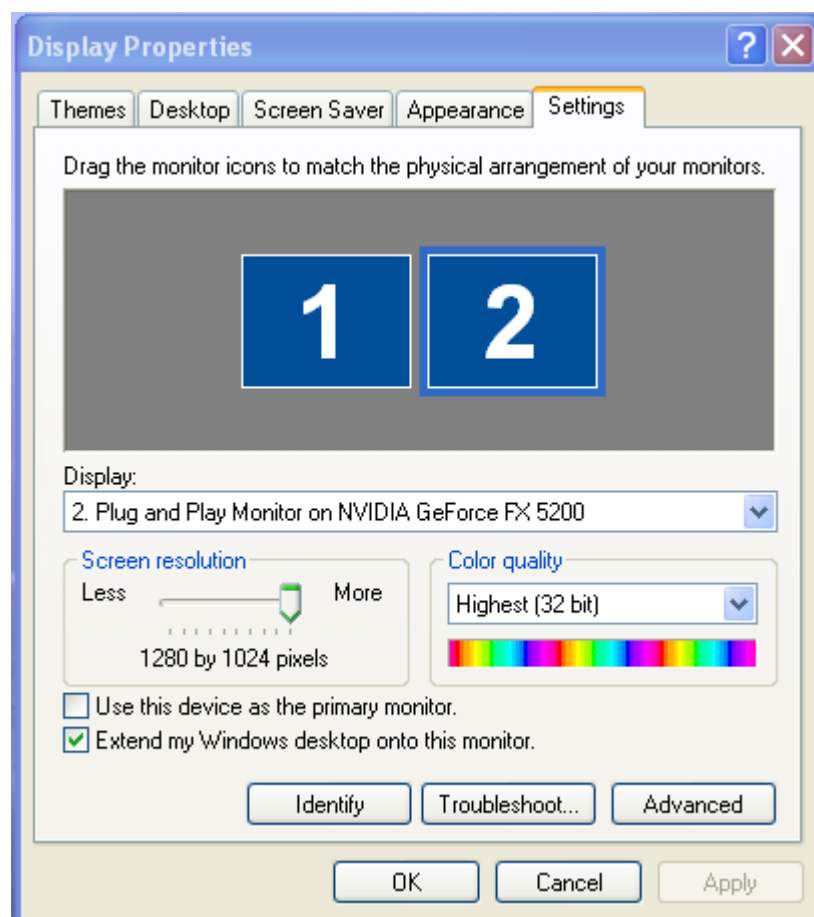 Display Properties
Themes Desktop Screen Saver Appearance Settings
Drag the monitor icons to match the physical arrangement of your monitors.
1 2
Display:
2. Plug and Play Monitor on NVIDIA GeForce FX 5200
Screen resolution
Less More
1280 by 1024 pixels
Color quality
Highest (32 bit)
Use this device as the primary monitor.
Extend my Windows desktop onto this monitor.
Identify Troubleshoot... Advanced
OK Cancel Apply